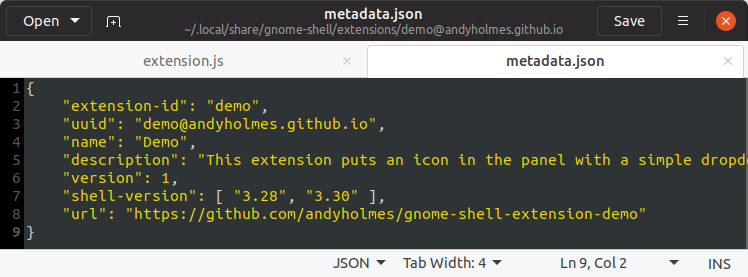 Open
metadata.json
~/.local/share/gnome-shell/extensions/demo@andyholmes.github.io
Save
extension.js
metadata.json
1 {
2 "extension-id": "demo",
3 "uuid": "demo@andyholmes.github.io",
4 "name": "Demo",
5 "description": "This extension puts an icon in the panel with a simple dropd
6 "version": 1,
7 "shell-version": [ "3.28", "3.30" ],
8 "url": "https://github.com/andyholmes/gnome-shell-extension-demo"
9 }
JSON Tab Width: 4 Ln 9, Col 2 INS